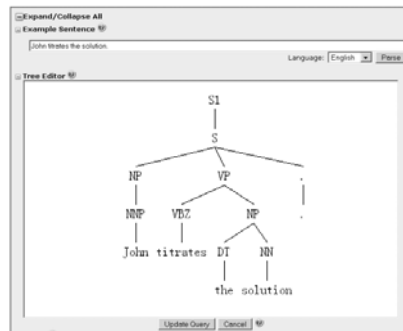 Expand/Collapse All
Example Sentence
John titrates the solution.
Language: English Parse
Tree Editor
S1
S
NP VP .
NNP VBZ NP .
John titrates DT NN
the solution
Update Query Cancel